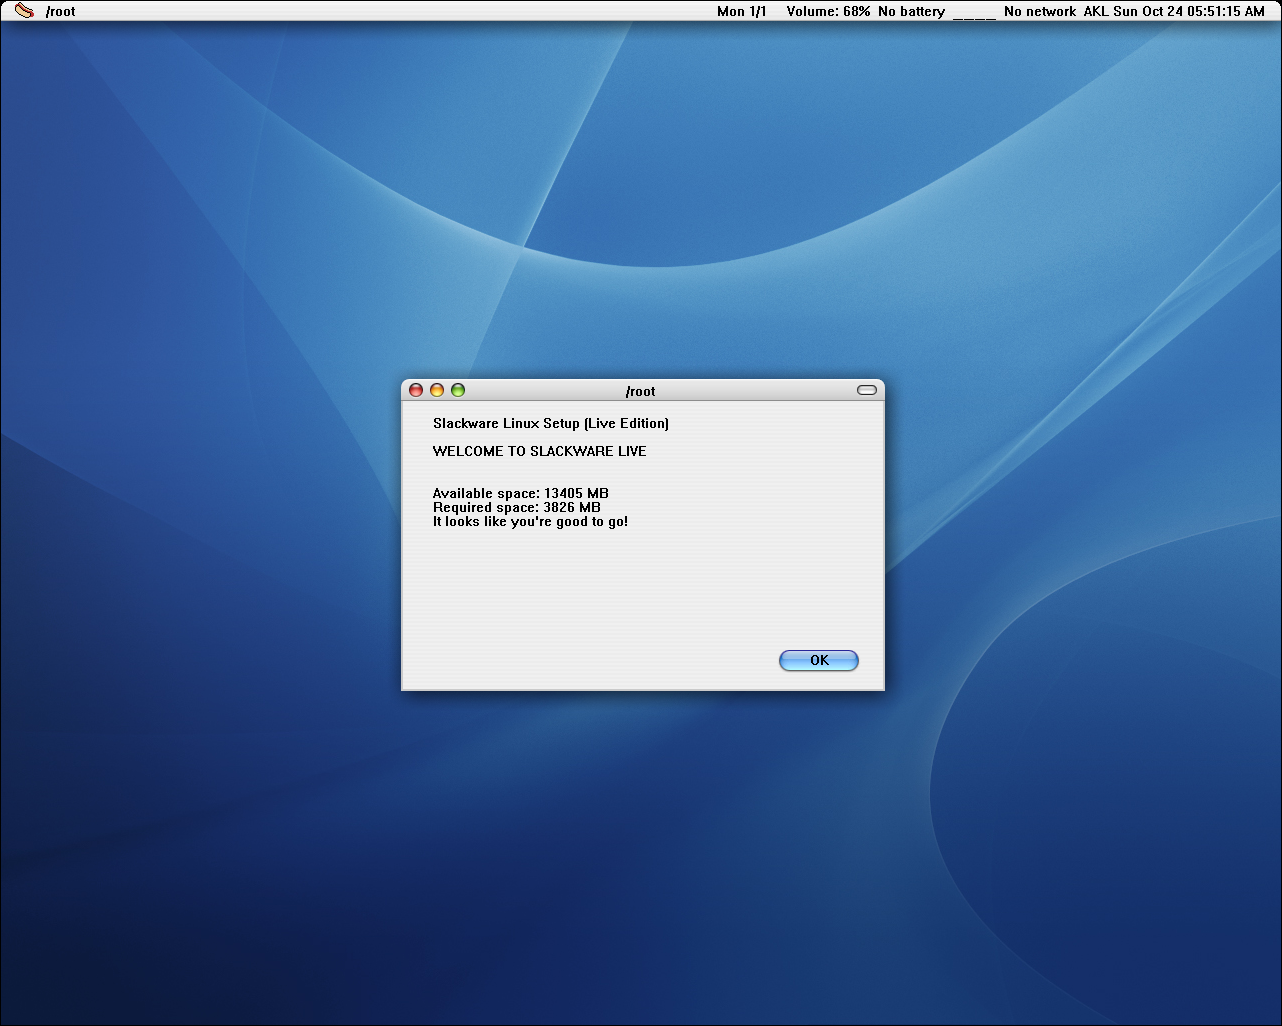 /root
Mon 1/1 Volume: 68% No battery ____ No network AKL Sun Oct 24 05:51:15 AM
/root
Slackware Linux Setup (Live Edition)
WELCOME TO SLACKWARE LIVE
Available space: 13405 MB
Required space: 3826 MB
It looks like you're good to go!
OK